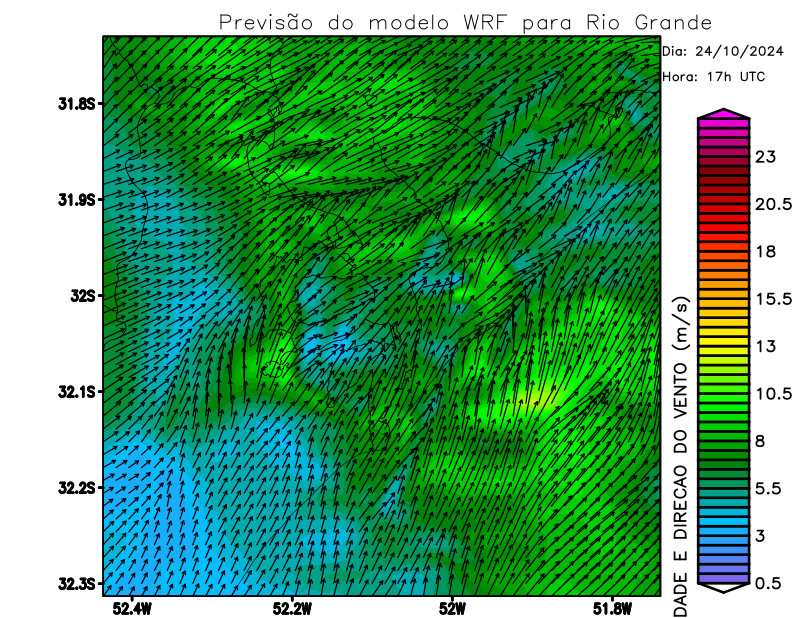 Previsão do modelo WRF para Rio Grande
Dia: 24/10/2024
Hora: 17h UTC
31.8S
31.9S
32S
32.1S
32.2S
32.3S
52.4W
52.2W
52W
51.8W
DADE E DIRECAO DO VENTO (m/s)
23
20.5
18
15.5
13
10.5
8
5.5
3
0.5